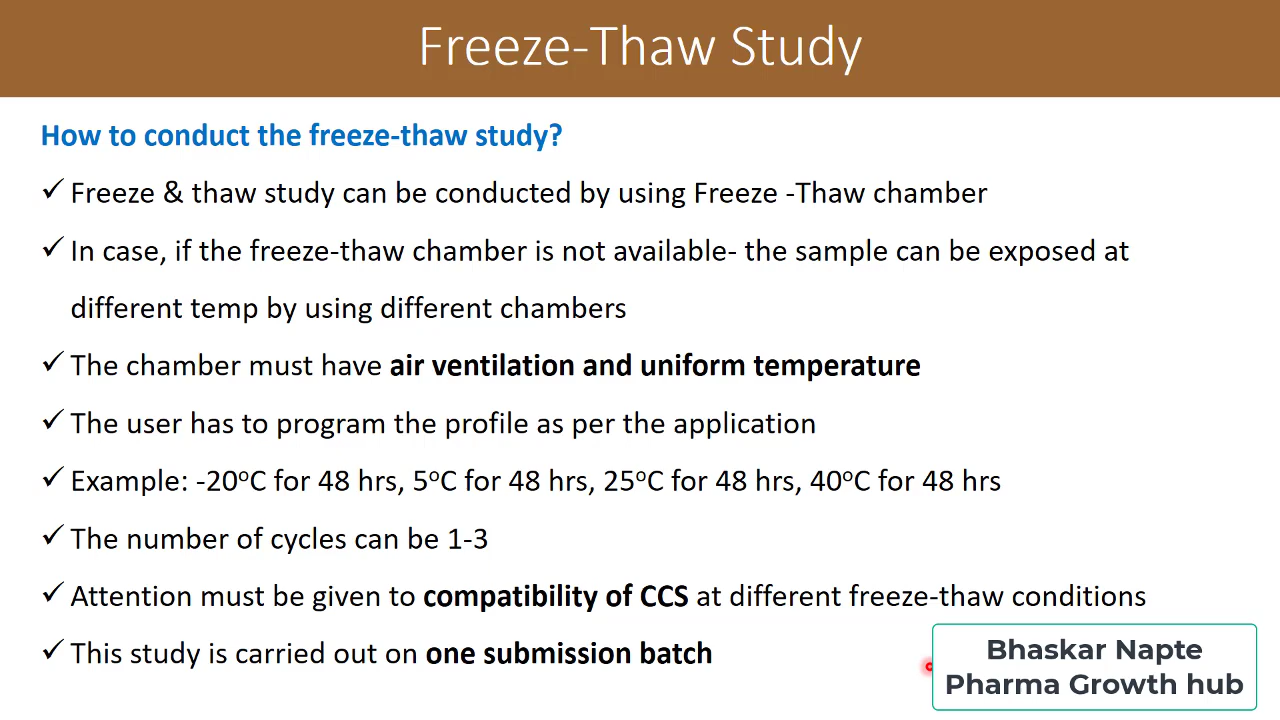 Freeze-Thaw Study
How to conduct the freeze-thaw study?
✓ Freeze & thaw study can be conducted by using Freeze -Thaw chamber
✓ In case, if the freeze-thaw chamber is not available- the sample can be exposed at
different temp by using different chambers
✓ The chamber must have air ventilation and uniform temperature
✓ The user has to program the profile as per the application
✓ Example: -20°C for 48 hrs, 5°C for 48 hrs, 25°C for 48 hrs, 40°C for 48 hrs
✓ The number of cycles can be 1-3
✓ Attention must be given to compatibility of CCS at different freeze-thaw conditions
✓ This study is carried out on one submission batch
Bhaskar Napte
Pharma Growth hub